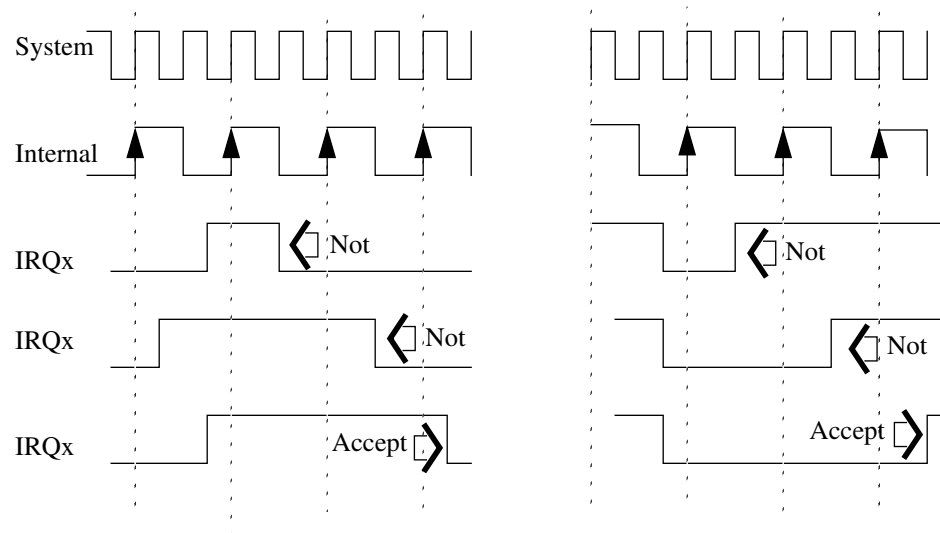 System
Internal
IRQx
Not
Not
IRQx
Not
Not
IRQx
Accept
Accept